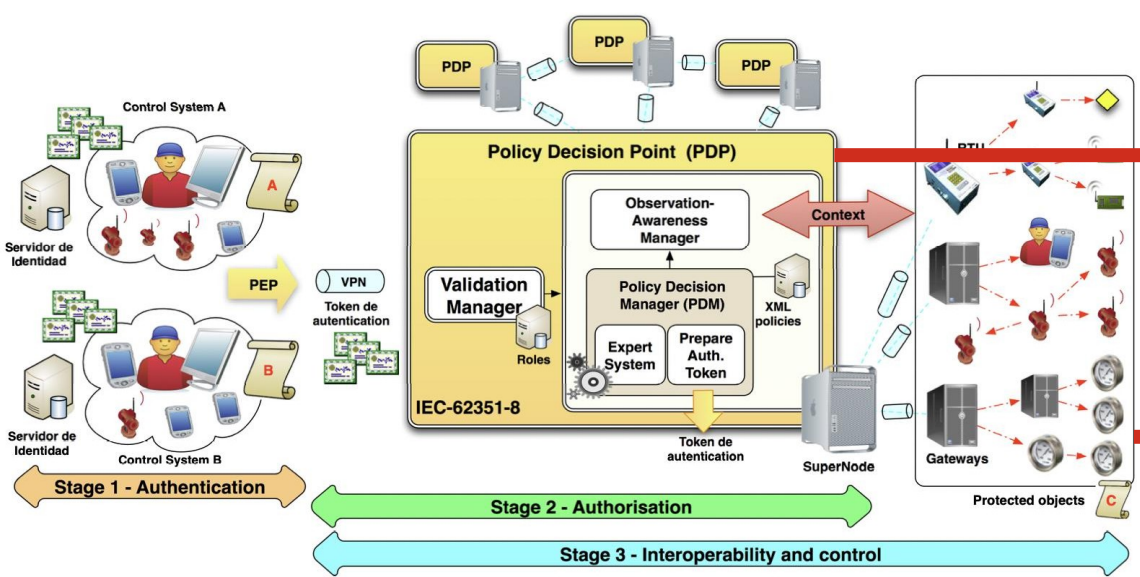 PDP
PDP
PDP
Control System A
A
Servidor de
Identidad
Policy Decision Point (PDP)
RTU
Observation-
Awareness
Manager
Context
PEP
VPN
Token de
autenticación
Validation
Manager
Roles
Policy Decision
Manager (PDM)
XML
policies
Expert
System
Prepare
Auth.
Token
IEC-62351-8
B
Servidor de
Identidad
Control System B
Token de
autenticación
SuperNode
Gateways
Protected objects
C
Stage 1 - Authentication
Stage 2 - Authorisation
Stage 3 - Interoperability and control